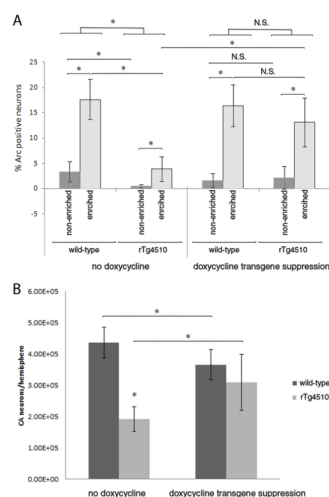 A
*
N.S.
*
*
N.S.
*
*
*
N.S.
*
*
% Arc positive neurons
25
20
15
10
5
0
-5
non-enriched
enriched
non-enriched
enriched
non-enriched
enriched
non-enriched
enriched
wild-type
rTg4510
wild-type
rTg4510
no doxycycline
doxycycline transgene suppression
B
CA neurons/hemisphere
6.00E+05
5.00E+05
4.00E+05
3.00E+05
2.00E+05
1.00E+05
0.00E+00
*
*
*
wild-type
rTg4510
no doxycycline
doxycycline transgene suppression